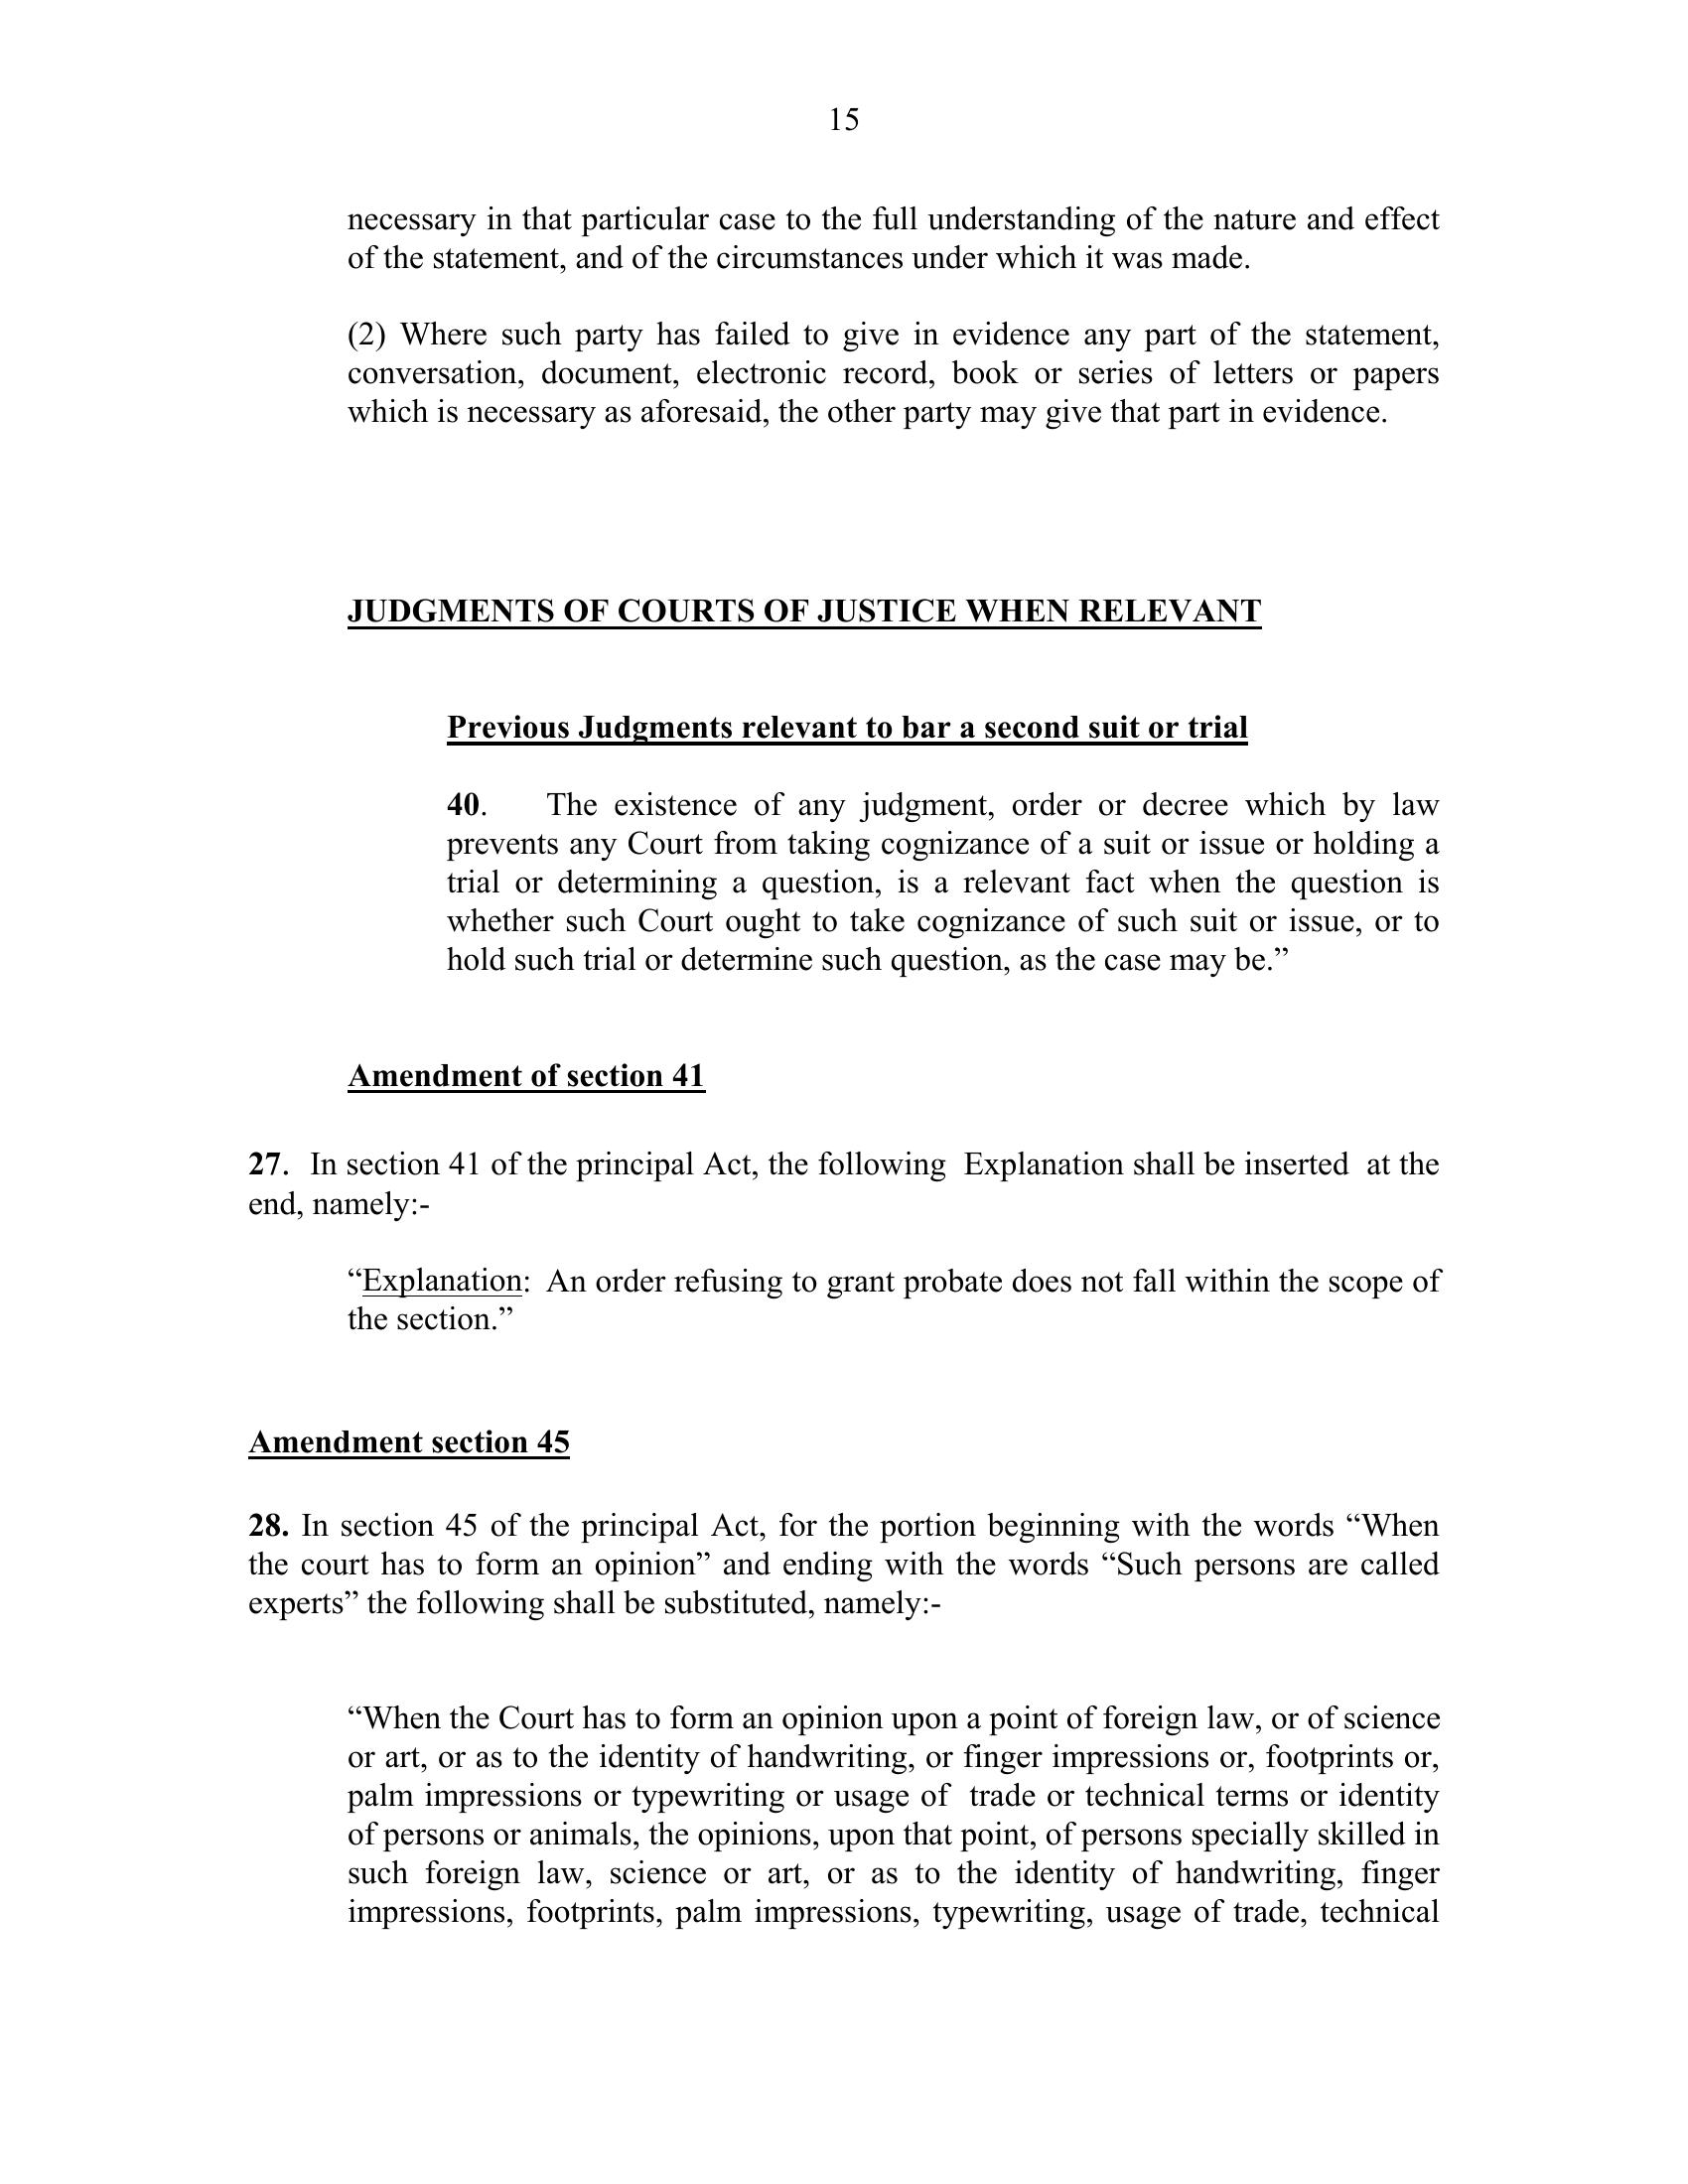 15
necessary in that particular case to the full understanding of the nature and effect
of the statement, and of the circumstances under which it was made.
(2) Where such party has failed to give in evidence any part of the statement,
conversation, document, electronic record, book or series of letters or papers
which is necessary as aforesaid, the other party may give that part in evidence.
JUDGMENTS OF COURTS OF JUSTICE WHEN RELEVANT
Previous Judgments relevant to bar a second suit or trial
40. The existence of any judgment, order or decree which by law
prevents any Court from taking cognizance of a suit or issue or holding a
trial or determining a question, is a relevant fact when the question is
whether such Court ought to take cognizance of such suit or issue, or to
hold such trial or determine such question, as the case may be.”
Amendment of section 41
27. In section 41 of the principal Act, the following Explanation shall be inserted at the
end, namely:-
“Explanation: An order refusing to grant probate does not fall within the scope of
the section.”
Amendment section 45
28. In section 45 of the principal Act, for the portion beginning with the words “When
the court has to form an opinion” and ending with the words “Such persons are called
experts” the following shall be substituted, namely:-
“When the Court has to form an opinion upon a point of foreign law, or of science
or art, or as to the identity of handwriting, or finger impressions or, footprints or,
palm impressions or typewriting or usage of trade or technical terms or identity
of persons or animals, the opinions, upon that point, of persons specially skilled in
such foreign law, science or art, or as to the identity of handwriting, finger
impressions, footprints, palm impressions, typewriting, usage of trade, technical